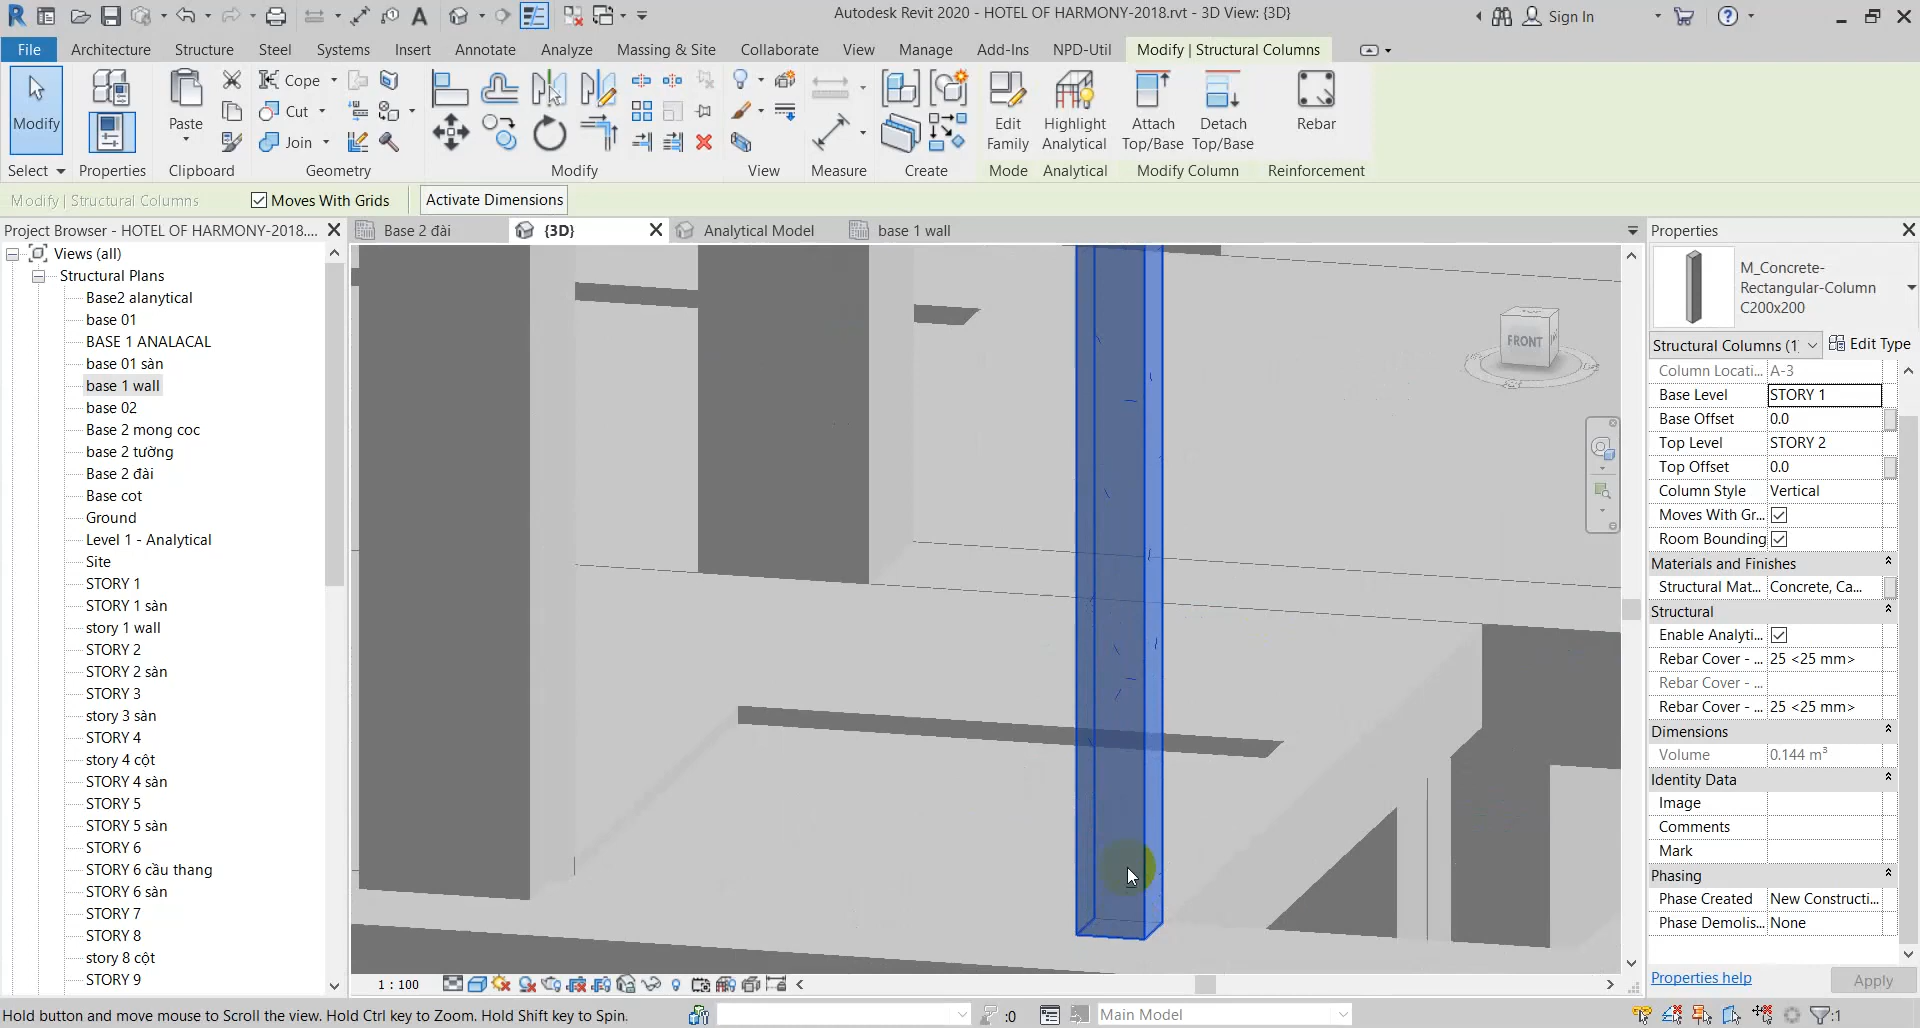 Autodesk Revit 2020 - HOTEL OF HARMONY-2018.rvt - 3D View: {3D}
Sign In
File Architecture Structure Steel Systems Insert Annotate Analyze Massing & Site Collaborate View Manage Add-Ins NPD-Util Modify | Structural Columns
Modify
Paste
Cope
Cut
Join
Edit Family
Highlight Analytical
Attach Top/Base
Detach Top/Base
Rebar
Select Properties Clipboard Geometry Modify View Measure Create Mode Analytical Modify Column Reinforcement
Modify | Structural Columns
Moves With Grids
Activate Dimensions
Project Browser - HOTEL OF HARMONY-2018....
Base 2 đài
{3D}
Analytical Model
base 1 wall
Views (all)
Structural Plans
Base2 alanytical
base 01
BASE 1 ANALACAL
base 01 sàn
base 1 wall
base 02
Base 2 mong coc
base 2 tường
Base 2 đài
Base cot
Ground
Level 1 - Analytical
Site
STORY 1
STORY 1 sàn
story 1 wall
STORY 2
STORY 2 sàn
STORY 3
story 3 sàn
STORY 4
story 4 cột
STORY 4 sàn
STORY 5
STORY 5 sàn
STORY 6
STORY 6 cầu thang
STORY 6 sàn
STORY 7
STORY 8
story 8 cột
STORY 9
FRONT
Properties
M_Concrete-
Rectangular-Column
C200x200
Structural Columns (1)
Edit Type
Column Locati... A-3
Base Level STORY 1
Base Offset 0.0
Top Level STORY 2
Top Offset 0.0
Column Style Vertical
Moves With Gr...
Room Bounding
Materials and Finishes
Structural Mat... Concrete, Ca...
Structural
Enable Analyti...
Rebar Cover - ... 25 <25 mm>
Rebar Cover - ...
Rebar Cover - ... 25 <25 mm>
Dimensions
Volume 0.144 m³
Identity Data
Image
Comments
Mark
Phasing
Phase Created New Constructi...
Phase Demolis... None
Properties help
Apply
1 : 100
Hold button and move mouse to Scroll the view. Hold Ctrl key to Zoom. Hold Shift key to Spin.
:0
Main Model
:1